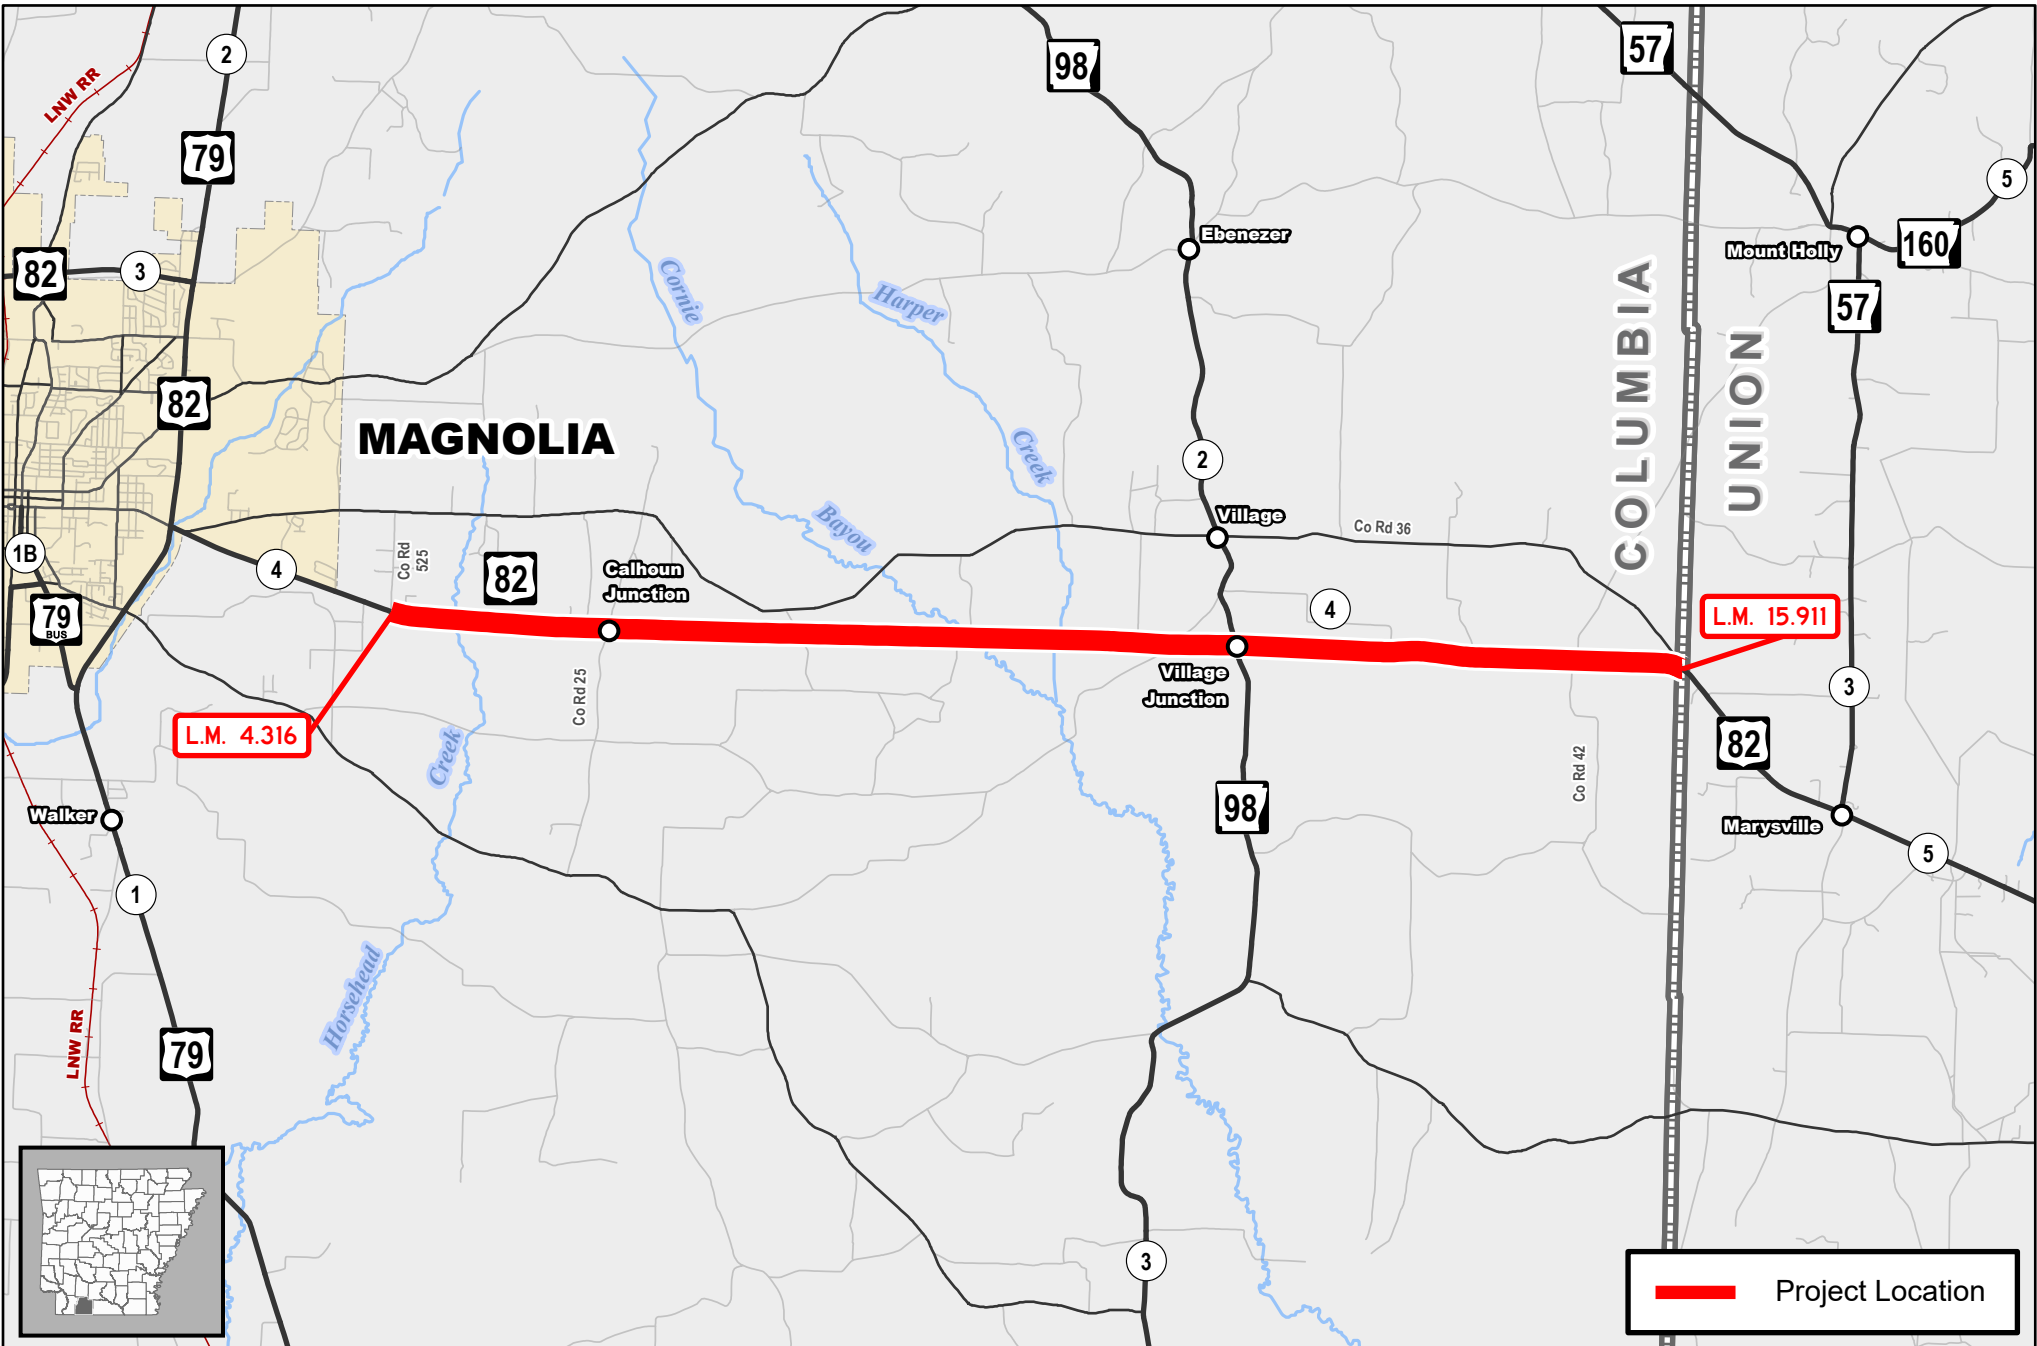 2
98
57
LNW RR
79
5
Ebenezer
Mount Holly
160
82
3
Cornie
Harper
57
COLUMBIA
UNION
82
MAGNOLIA
Creek
2
Village
Bayou
Co Rd 36
1B
4
Co Rd
525
82
Calhoun
Junction
79
BUS
4
L.M. 15.911
Village
Junction
Co Rd 25
3
L.M. 4.316
Creek
82
Co Rd 42
Walker
98
Marysville
5
1
Horsehead
LNW RR
79
3
Project Location